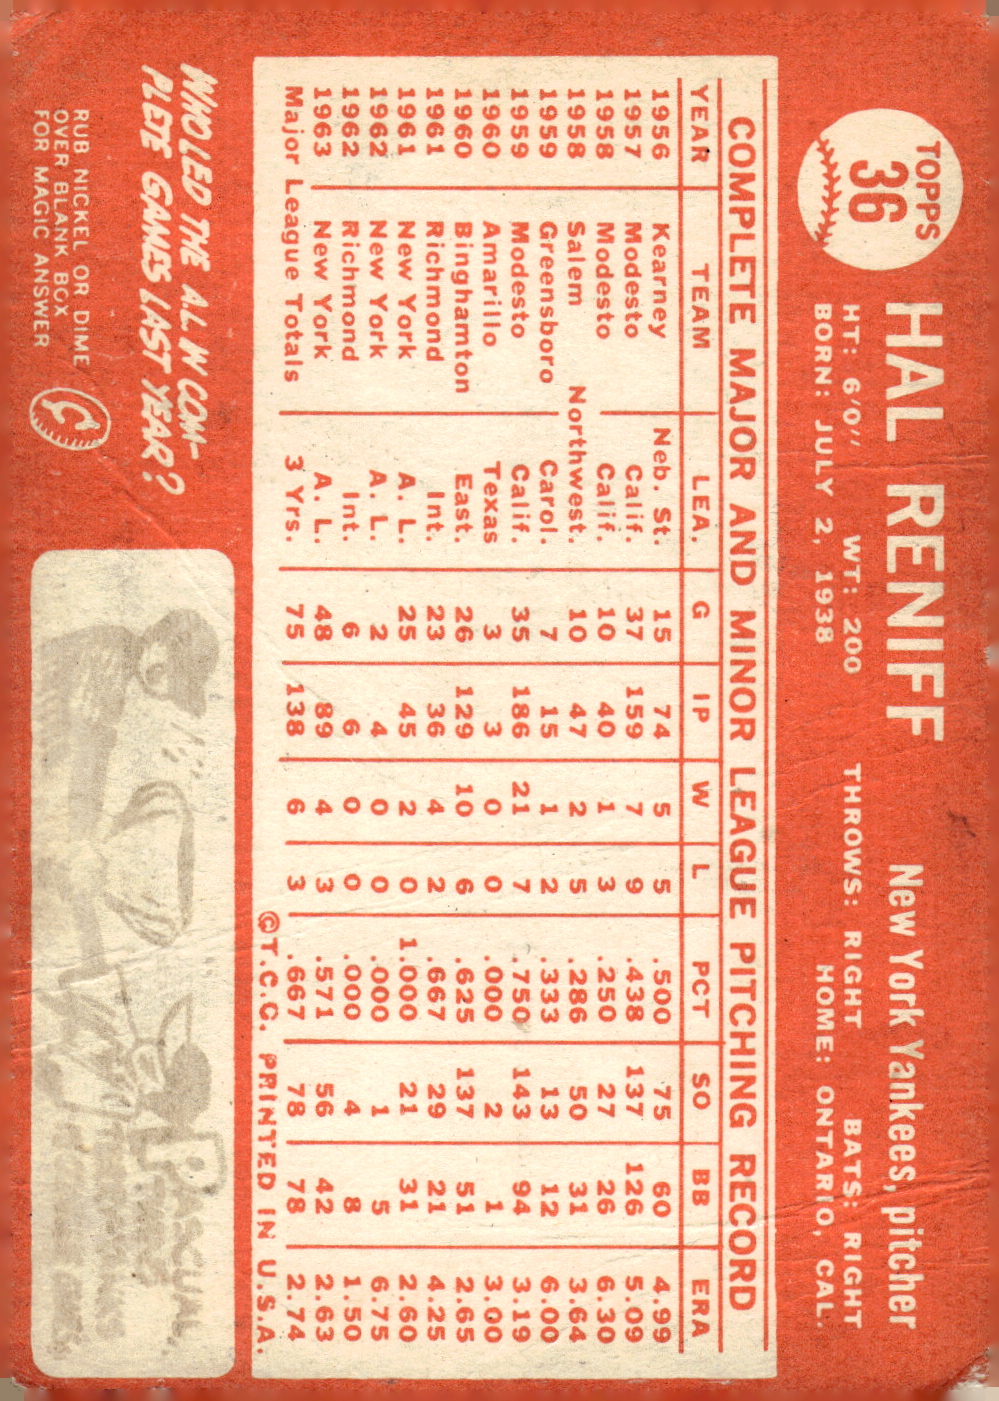 TOPPS
36
HAL RENIFF New York Yankees, pitcher
HT: 6'0" WT: 200 THROWS: RIGHT BATS: RIGHT
BORN: JULY 2, 1938 HOME: ONTARIO, CAL.
COMPLETE MAJOR AND MINOR LEAGUE PITCHING RECORD
YEAR TEAM LEA. G IP W L PCT SO BB ERA
1956 Kearney Neb. St. 15 74 5 5 .500 75 60 4.99
1957 Modesto Calif. 37 159 7 9 .438 137 126 5.09
1958 Modesto Calif. 10 40 1 3 .250 27 26 6.30
1958 Salem Northwest. 10 47 2 5 .286 50 31 3.64
1959 Greensboro Carol. 7 15 1 2 .333 13 12 6.00
1959 Modesto Calif. 35 186 21 7 .750 143 94 3.19
1960 Amarillo Texas 3 3 0 0 .000 2 1 3.00
1960 Binghamton East. 26 129 10 6 .625 137 51 2.65
1961 Richmond Int. 23 36 4 2 .667 29 21 4.25
1961 New York A. L. 25 45 2 0 1.000 21 31 2.60
1962 New York A. L. 2 4 0 0 .000 1 5 6.75
1962 Richmond Int. 6 6 0 0 .000 4 8 1.50
1963 New York A. L. 48 89 4 3 .571 56 42 2.63
Major League Totals 3 Yrs. 75 138 6 3 .667 78 78 2.74
©T.C.C. PRINTED IN U.S.A.
WHO LED THE A.L. IN COM-
PLETE GAMES LAST YEAR?
RUB NICKEL OR DIME
OVER BLANK BOX
FOR MAGIC ANSWER
PASCUAL